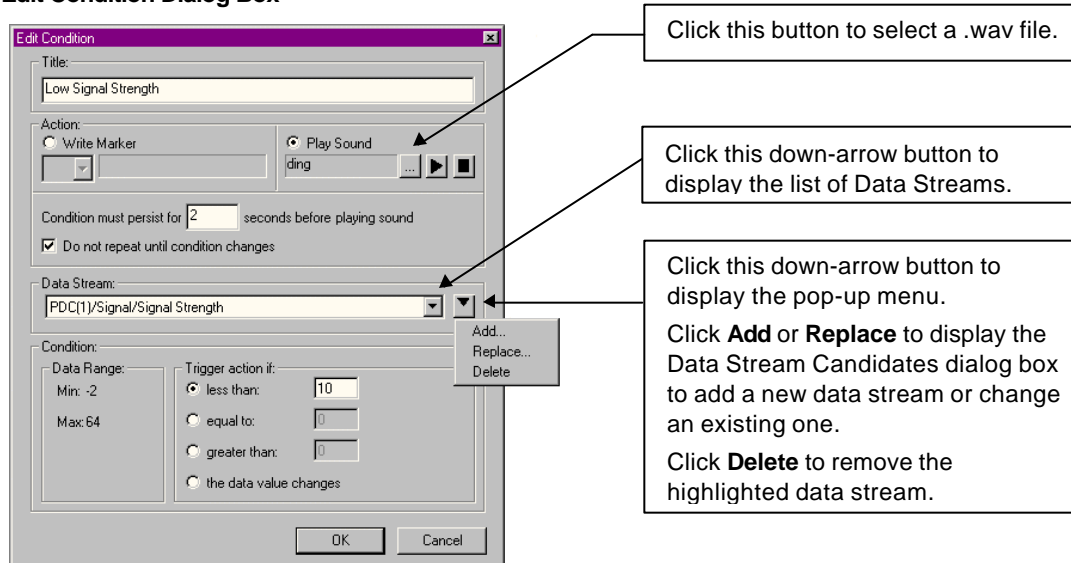 Edit Condition Dialog Box
Edit Condition
Title:
Low Signal Strength
Action:
Write Marker
Play Sound
ding
...
Condition must persist for 2 seconds before playing sound
Do not repeat until condition changes
Data Stream:
PDC(1)/Signal/Signal Strength
Add...
Replace...
Delete
Condition:
Data Range:
Min: -2
Max: 64
Trigger action if:
less than: 10
equal to: 0
greater than: 0
the data value changes
OK
Cancel
Click this button to select a .wav file.
Click this down-arrow button to
display the list of Data Streams.
Click this down-arrow button to
display the pop-up menu.
Click Add or Replace to display the
Data Stream Candidates dialog box
to add a new data stream or change
an existing one.
Click Delete to remove the
highlighted data stream.